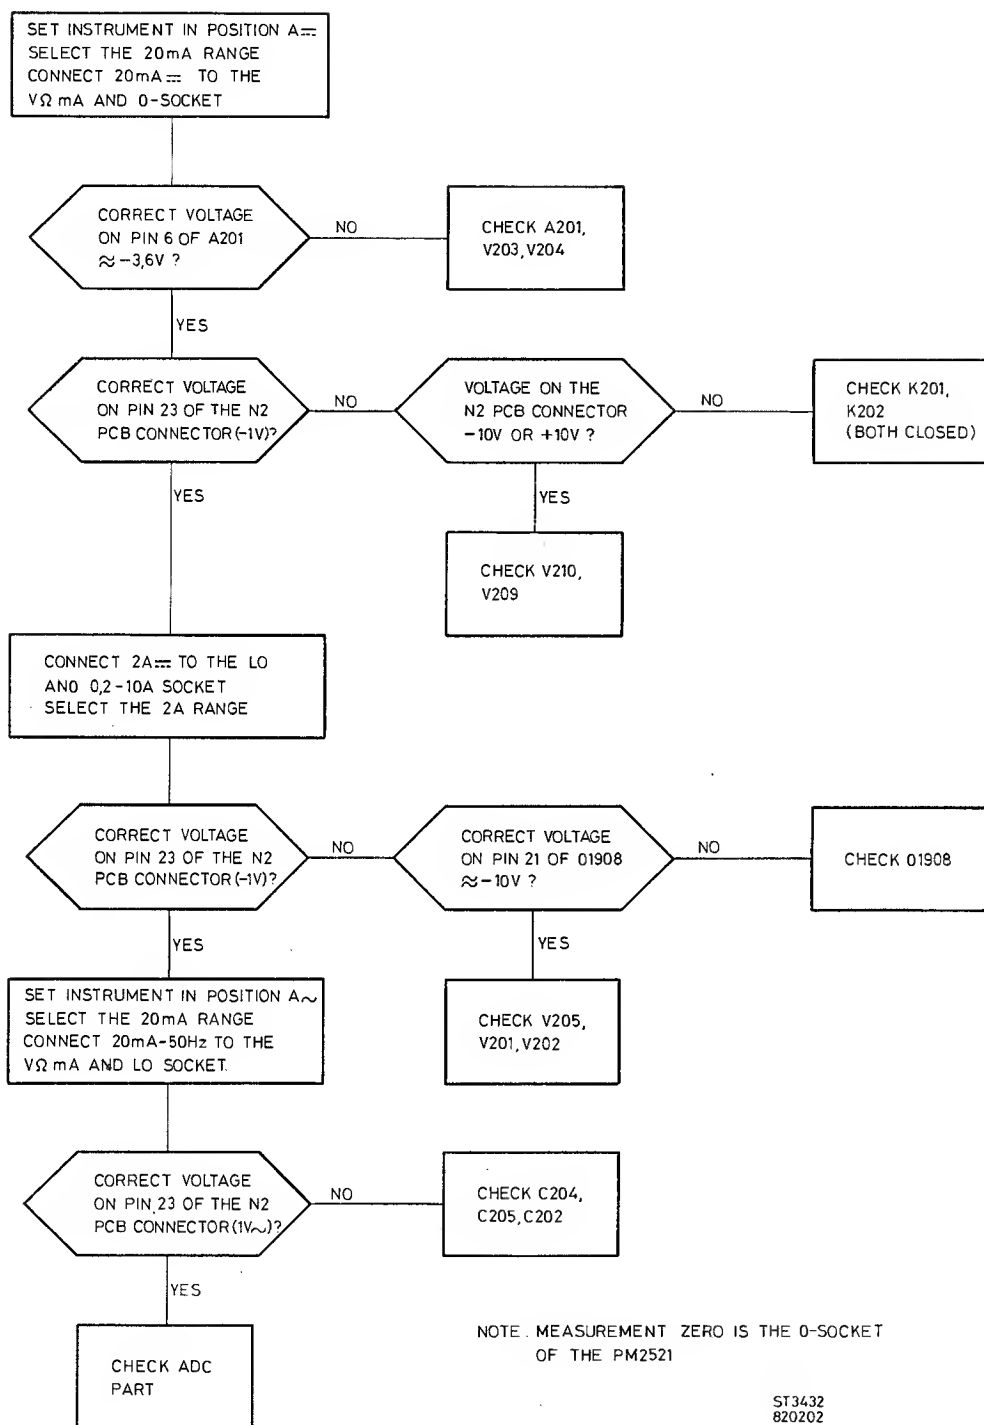 SET INSTRUMENT IN POSITION A⎓
SELECT THE 20mA RANGE
CONNECT 20mA⎓ TO THE
VΩmA AND 0-SOCKET
CORRECT VOLTAGE
ON PIN 6 OF A201
≈ -3,6V ?
NO
CHECK A201,
V203, V204
YES
CORRECT VOLTAGE
ON PIN 23 OF THE N2
PCB CONNECTOR (-1V)?
NO
VOLTAGE ON THE
N2 PCB CONNECTOR
-10V OR +10V ?
NO
CHECK K201,
K202
(BOTH CLOSED)
YES
YES
CHECK V210,
V209
CONNECT 2A⎓ TO THE LO
AND 0,2-10A SOCKET
SELECT THE 2A RANGE
CORRECT VOLTAGE
ON PIN 23 OF THE N2
PCB CONNECTOR (-1V)?
NO
CORRECT VOLTAGE
ON PIN 21 OF 01908
≈ -10V ?
NO
CHECK 01908
YES
YES
SET INSTRUMENT IN POSITION A~
SELECT THE 20mA RANGE
CONNECT 20mA-50Hz TO THE
VΩmA AND LO SOCKET.
CHECK V205,
V201, V202
CORRECT VOLTAGE
ON PIN 23 OF THE N2
PCB CONNECTOR (1V~)?
NO
CHECK C204,
C205, C202
YES
CHECK ADC
PART
NOTE. MEASUREMENT ZERO IS THE 0-SOCKET
OF THE PM2521
ST3432
820202